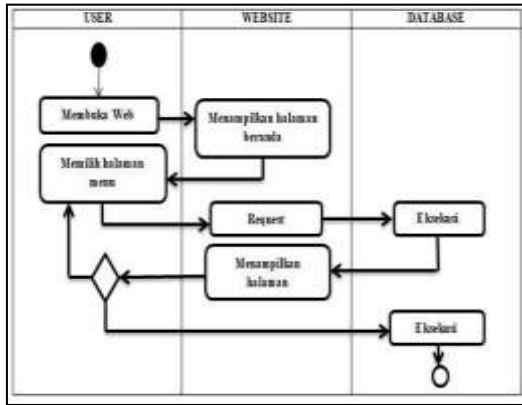 USER
WEBSITE
DATABASE
Membuka Web
Menampilkan halaman
beranda
Memilih halaman
menu
Request
Eksekusi
Menampilkan
halaman
Eksekusi